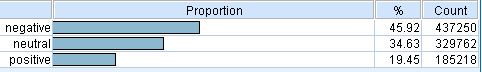 Proportion % Count
negative 45.92 437250
neutral 34.63 329762
positive 19.45 185218